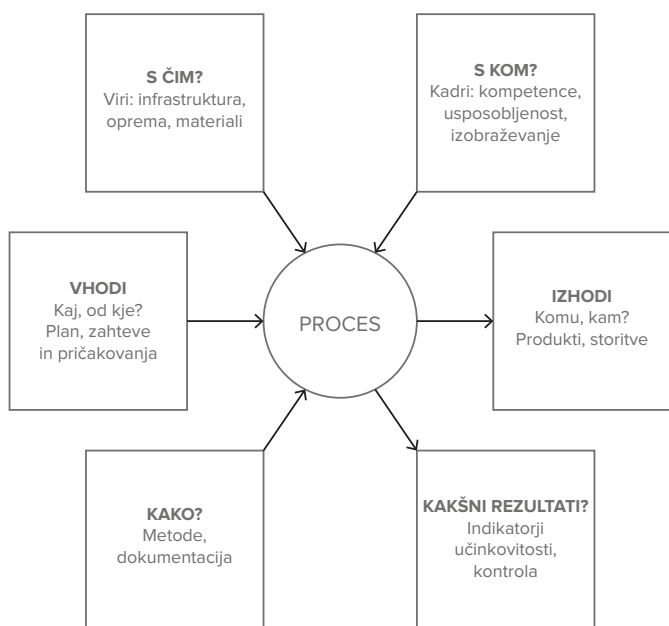 S ČIM?
Viri: infrastruktura,
oprema, materiali
S KOM?
Kadri: kompetence,
usposobljenost,
izobraževanje
VHODI
Kaj, od kje?
Plan, zahteve
in pričakovanja
PROCES
IZHODI
Komu, kam?
Produkti, storitve
KAKO?
Metode,
dokumentacija
KAKŠNI REZULTATI?
Indikatorji
učinkovitosti,
kontrola